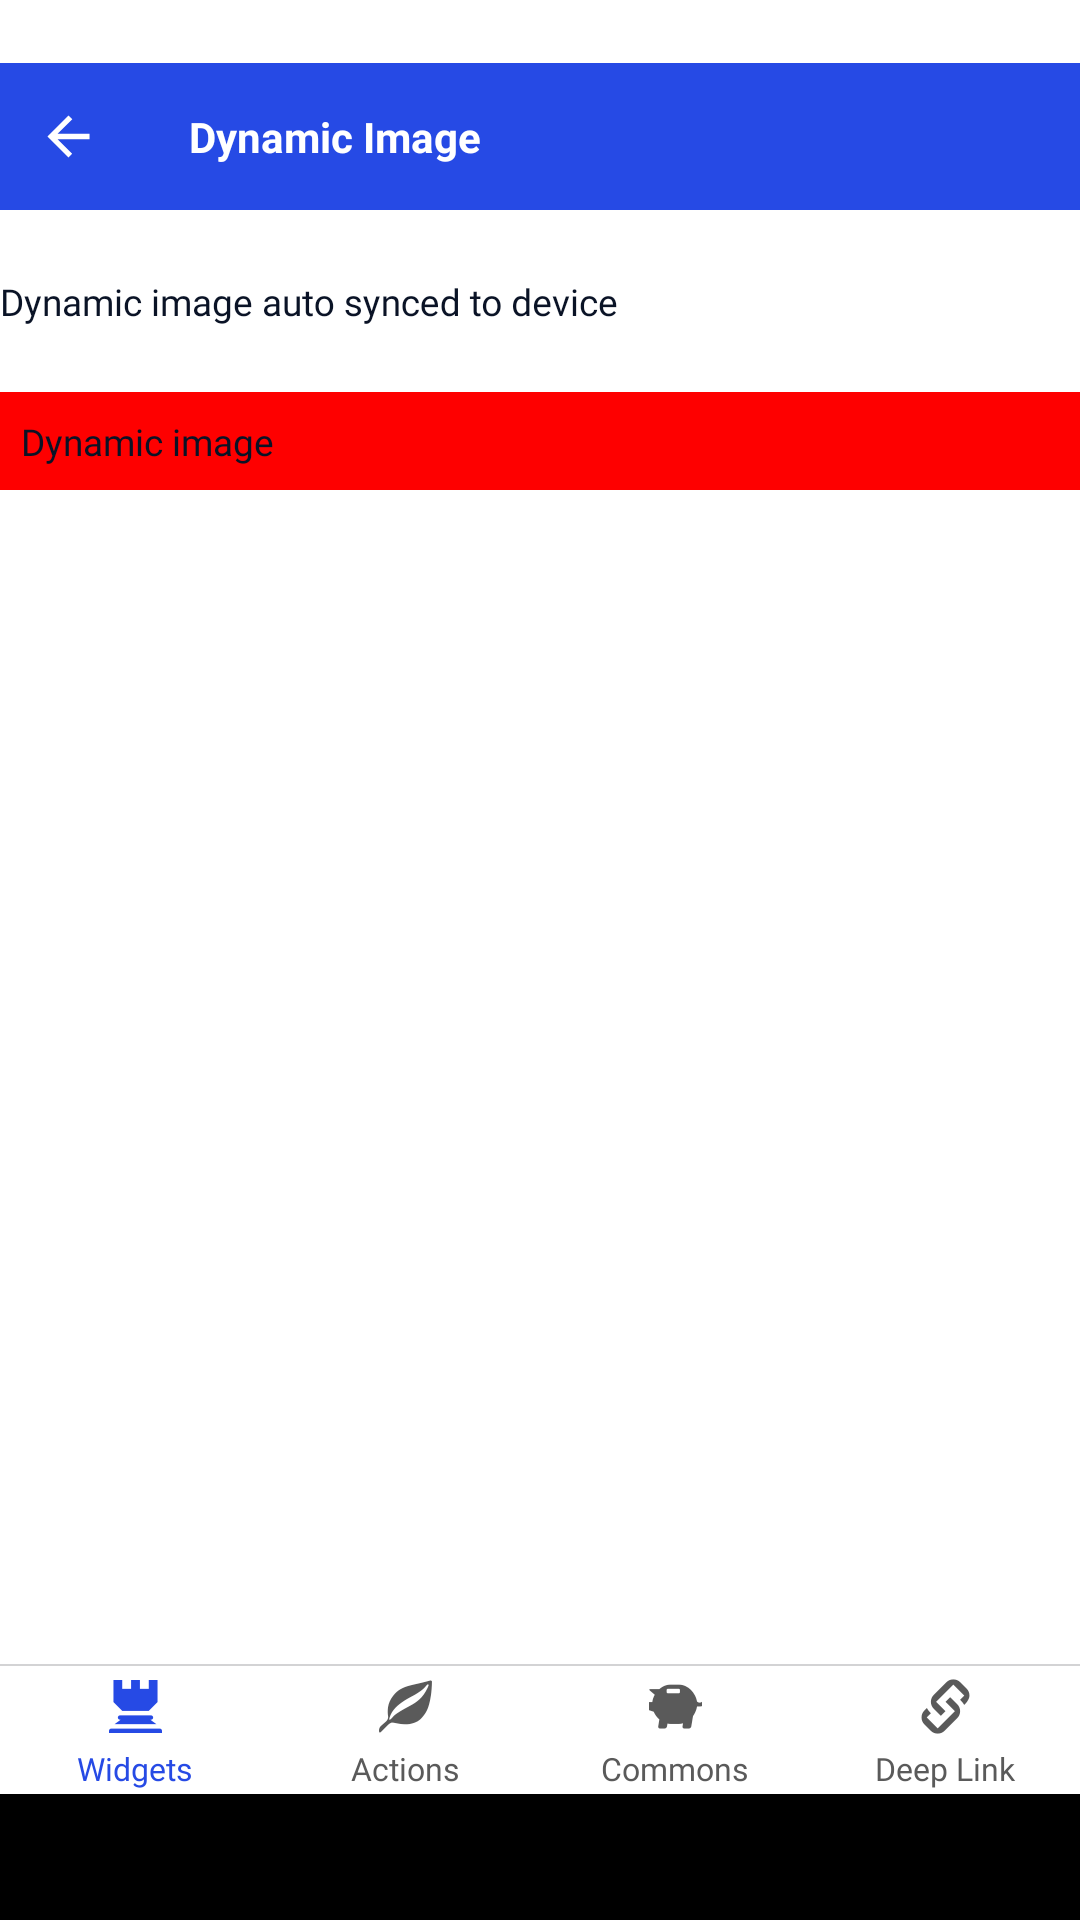 Dynamic Image
Dynamic image auto synced to device
Dynamic image
Widgets
Actions
Commons
Deep Link